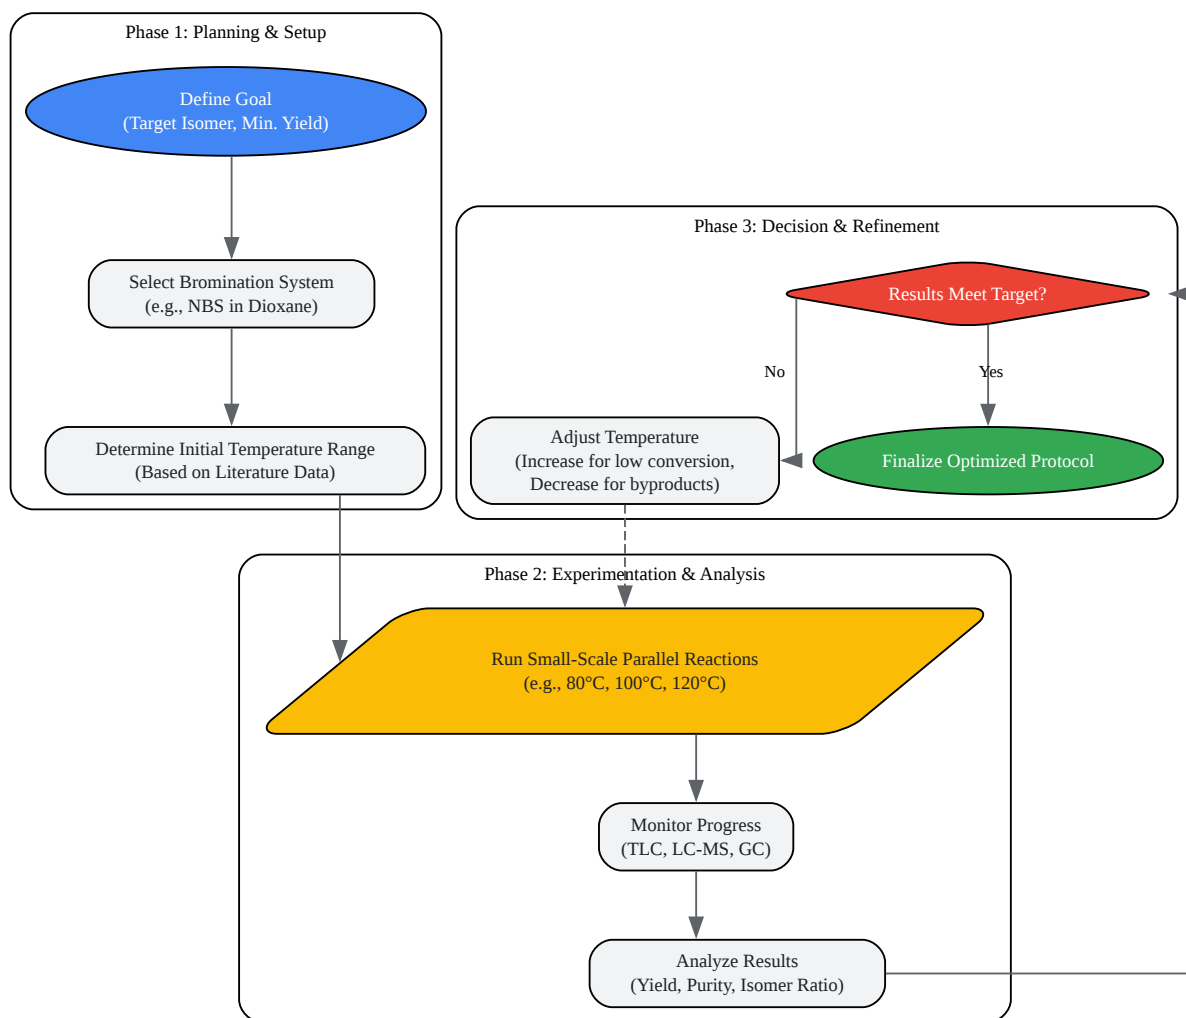 Phase 1: Planning & Setup
Define Goal
(Target Isomer, Min. Yield)
Select Bromination System
(e.g., NBS in Dioxane)
Determine Initial Temperature Range
(Based on Literature Data)
Phase 3: Decision & Refinement
Results Meet Target?
No
Yes
Adjust Temperature
(Increase for low conversion,
Decrease for byproducts)
Finalize Optimized Protocol
Phase 2: Experimentation & Analysis
Run Small-Scale Parallel Reactions
(e.g., 80°C, 100°C, 120°C)
Monitor Progress
(TLC, LC-MS, GC)
Analyze Results
(Yield, Purity, Isomer Ratio)